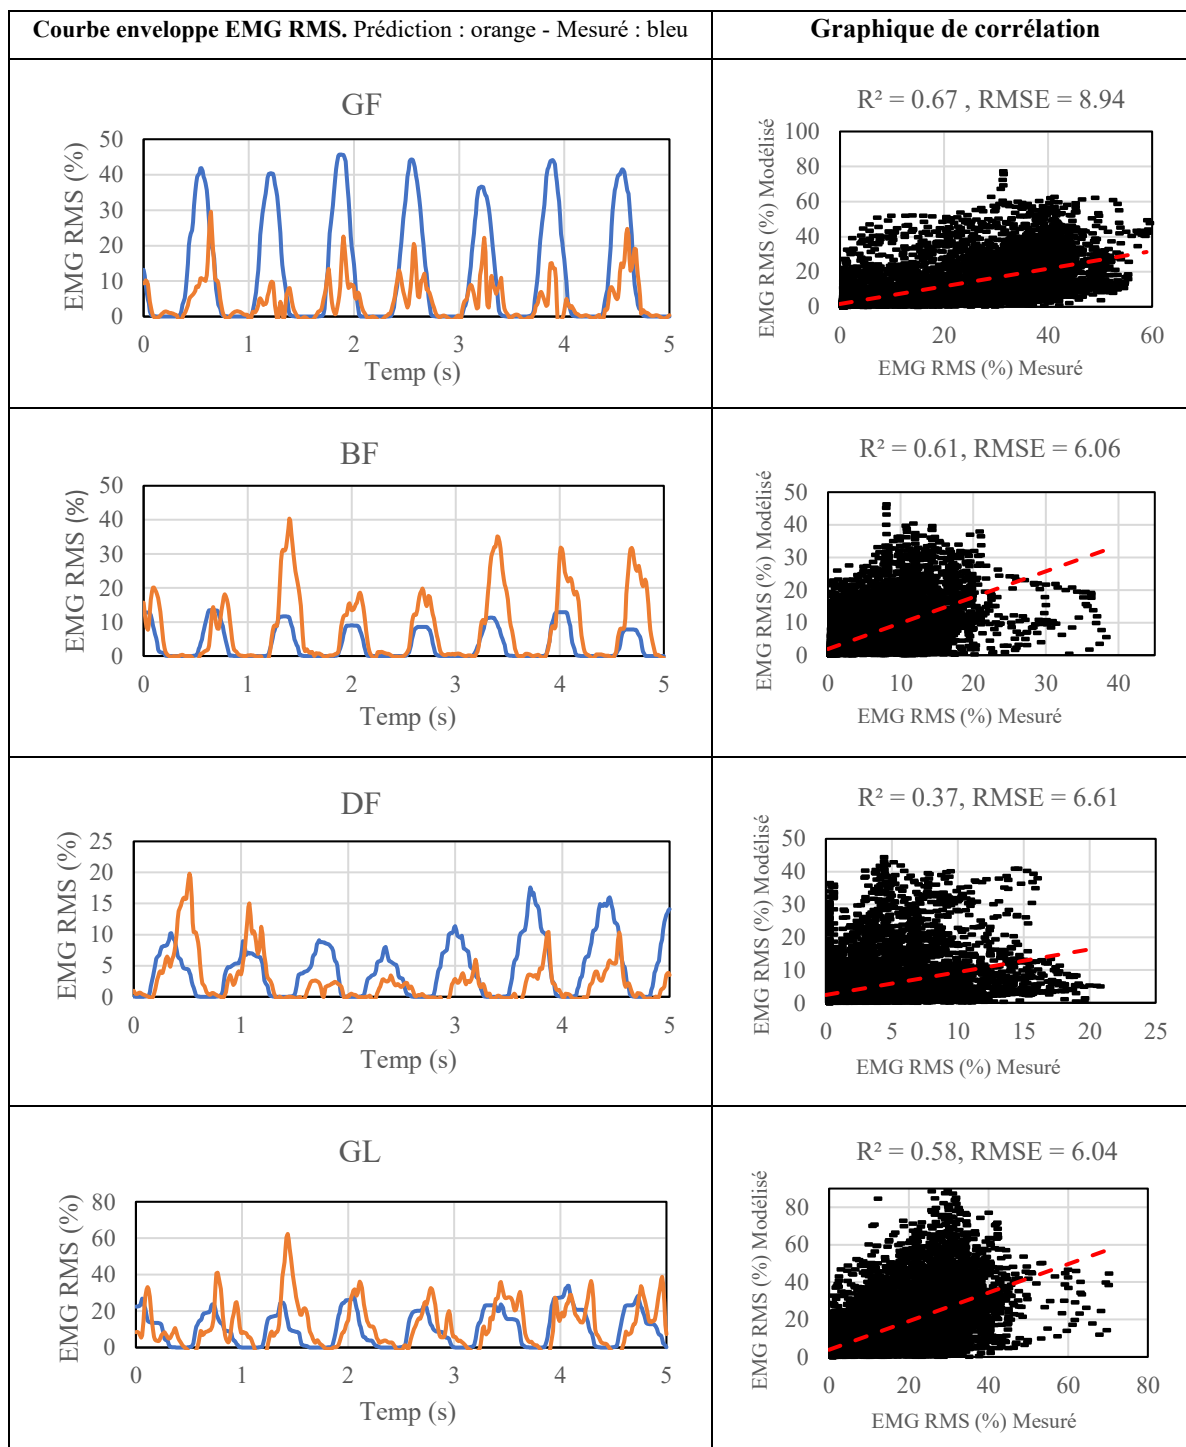 Courbe enveloppe EMG RMS. Prédiction : orange - Mesuré : bleu
Graphique de corrélation
GF
EMG RMS (%)
50
40
30
20
10
0
0 1 2 3 4 5
Temp (s)
R² = 0.67 , RMSE = 8.94
EMG RMS (%) Modélisé
100
80
60
40
20
0
0 20 40 60
EMG RMS (%) Mesuré
BF
EMG RMS (%)
50
40
30
20
10
0
0 1 2 3 4 5
Temp (s)
R² = 0.61, RMSE = 6.06
EMG RMS (%) Modélisé
50
40
30
20
10
0
0 10 20 30 40
EMG RMS (%) Mesuré
DF
EMG RMS (%)
25
20
15
10
5
0
0 1 2 3 4 5
Temp (s)
R² = 0.37, RMSE = 6.61
EMG RMS (%) Modélisé
50
40
30
20
10
0
0 5 10 15 20 25
EMG RMS (%) Mesuré
GL
EMG RMS (%)
80
60
40
20
0
0 1 2 3 4 5
Temp (s)
R² = 0.58, RMSE = 6.04
EMG RMS (%) Modélisé
80
60
40
20
0
0 20 40 60 80
EMG RMS (%) Mesuré